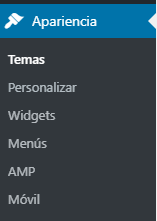 Apariencia
Temas
Personalizar
Widgets
Menús
AMP
Móvil